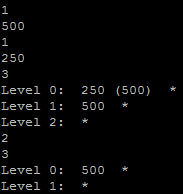 1
500
1
250
3
Level 0:  250 (500)  *
Level 1:  500  *
Level 2:  *
2
3
Level 0:  500  *
Level 1:  *